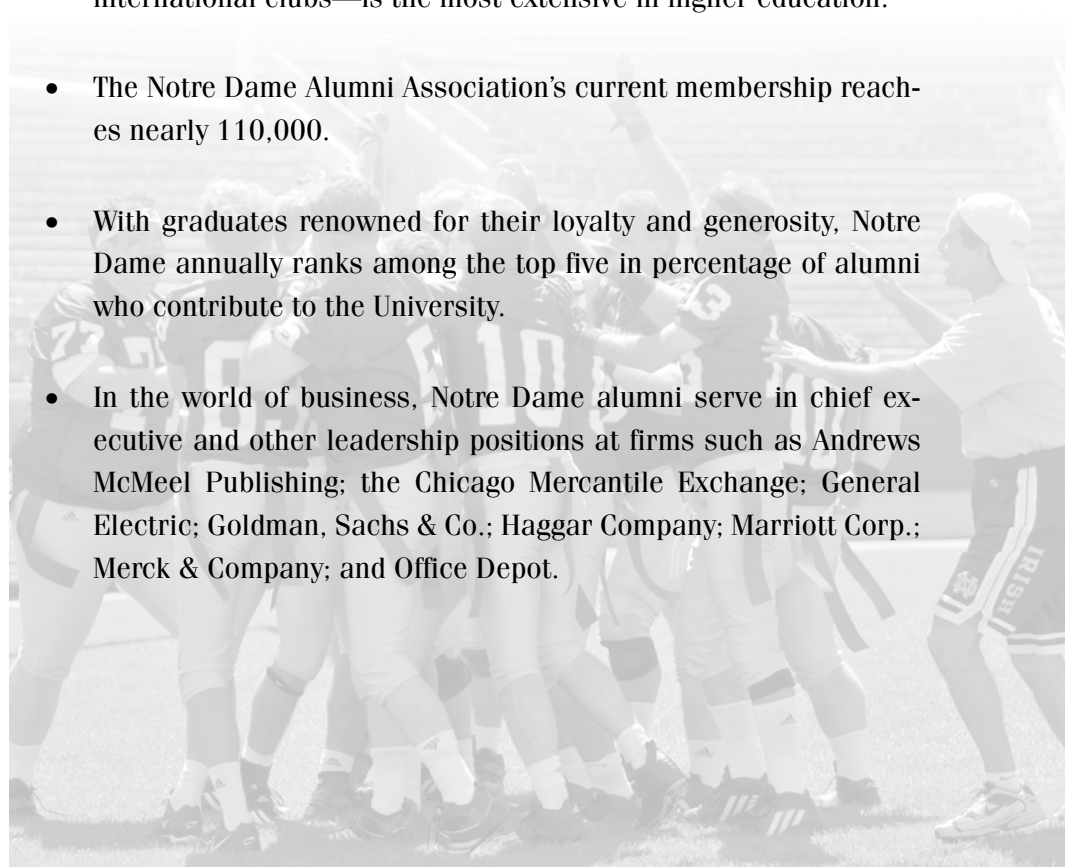 international clubs—is the most extensive in higher education.
• The Notre Dame Alumni Association's current membership reach-
es nearly 110,000.
• With graduates renowned for their loyalty and generosity, Notre
Dame annually ranks among the top five in percentage of alumni
who contribute to the University.
• In the world of business, Notre Dame alumni serve in chief ex-
ecutive and other leadership positions at firms such as Andrews
McMeel Publishing; the Chicago Mercantile Exchange; General
Electric; Goldman, Sachs & Co.; Haggar Company; Marriott Corp.;
Merck & Company; and Office Depot.
77
10
3
IRISH